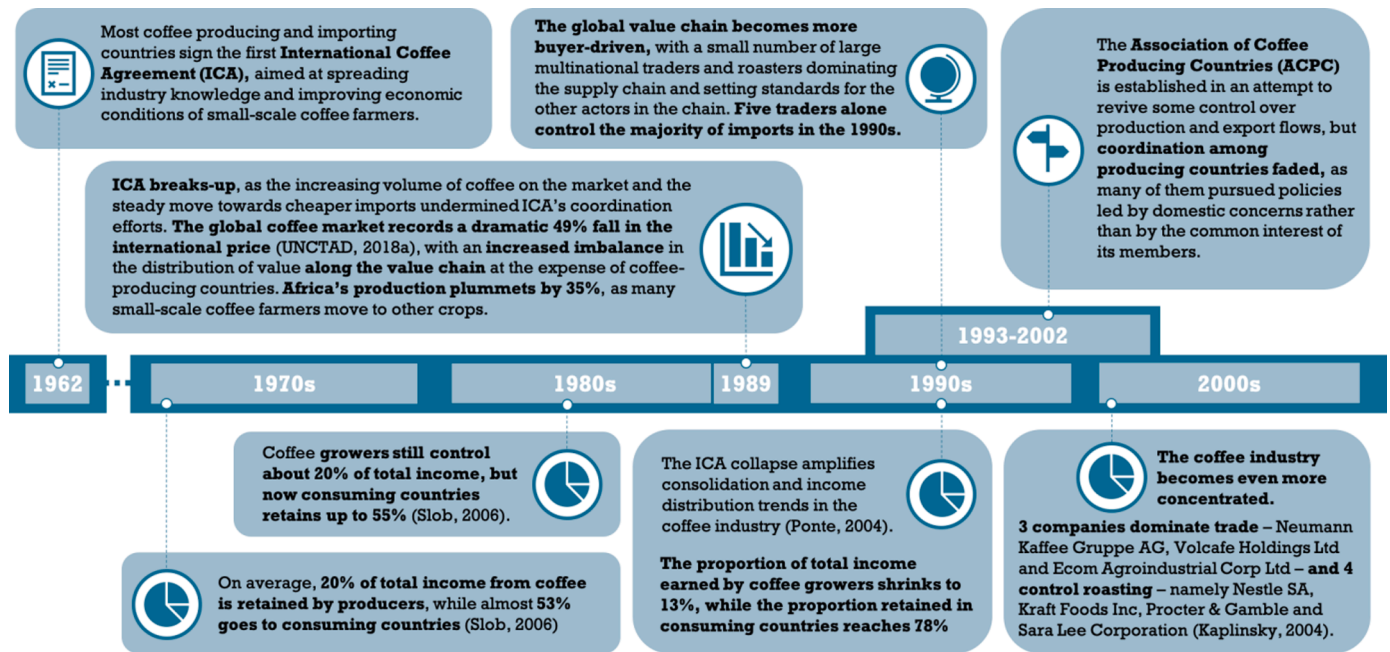 Most coffee producing and importing
countries sign the first International Coffee
Agreement (ICA), aimed at spreading
industry knowledge and improving economic
conditions of small-scale coffee farmers.
The global value chain becomes more
buyer-driven, with a small number of large
multinational traders and roasters dominating
the supply chain and setting standards for the
other actors in the chain. Five traders alone
control the majority of imports in the 1990s.
The Association of Coffee
Producing Countries (ACPC)
is established in an attempt to
revive some control over
production and export flows, but
coordination among
producing countries faded, as
many of them pursued policies
led by domestic concerns rather
than by the common interest of
its members.
ICA breaks-up, as the increasing volume of coffee on the market and the
steady move towards cheaper imports undermined ICA's coordination
efforts. The global coffee market records a dramatic 49% fall in the
international price (UNCTAD, 2018a), with an increased imbalance in
the distribution of value along the value chain at the expense of coffee-
producing countries. Africa's production plummets by 35%, as many
small-scale coffee farmers move to other crops.
1993-2002
1962
1970s
1980s
1989
1990s
2000s
Coffee growers still control
about 20% of total income, but
now consuming countries
retains up to 55% (Slob, 2006).
On average, 20% of total income from coffee
is retained by producers, while almost 53%
goes to consuming countries (Slob, 2006)
The ICA collapse amplifies
consolidation and income
distribution trends in the
coffee industry (Ponte, 2004).
The proportion of total income
earned by coffee growers shrinks to
13%, while the proportion retained in
consuming countries reaches 78%
The coffee industry
becomes even more
concentrated.
3 companies dominate trade – Neumann
Kaffee Gruppe AG, Volcafe Holdings Ltd
and Ecom Agroindustrial Corp Ltd – and 4
control roasting – namely Nestle SA,
Kraft Foods Inc, Procter & Gamble and
Sara Lee Corporation (Kaplinsky, 2004).